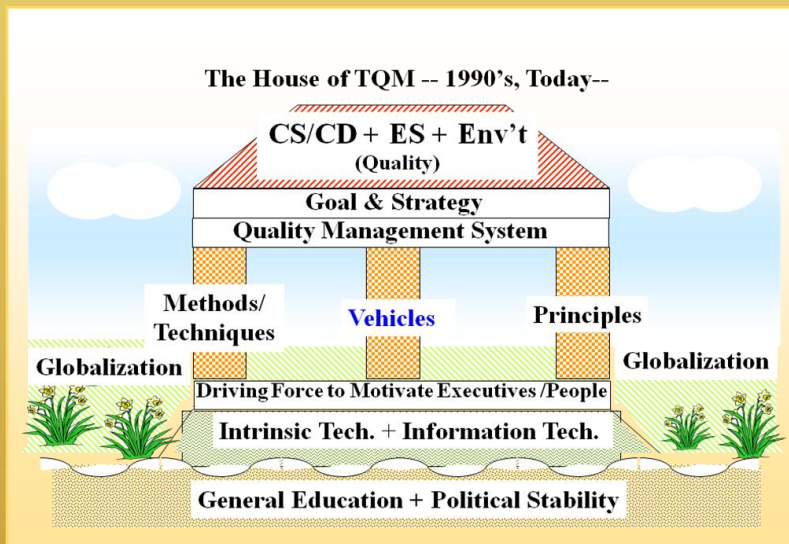 The House of TQM -- 1990's, Today--
CS/CD + ES + Env't
(Quality)
Goal & Strategy
Quality Management System
Methods/
Techniques
Vehicles
Principles
Globalization
Globalization
Driving Force to Motivate Executives /People
Intrinsic Tech. + Information Tech.
General Education + Political Stability